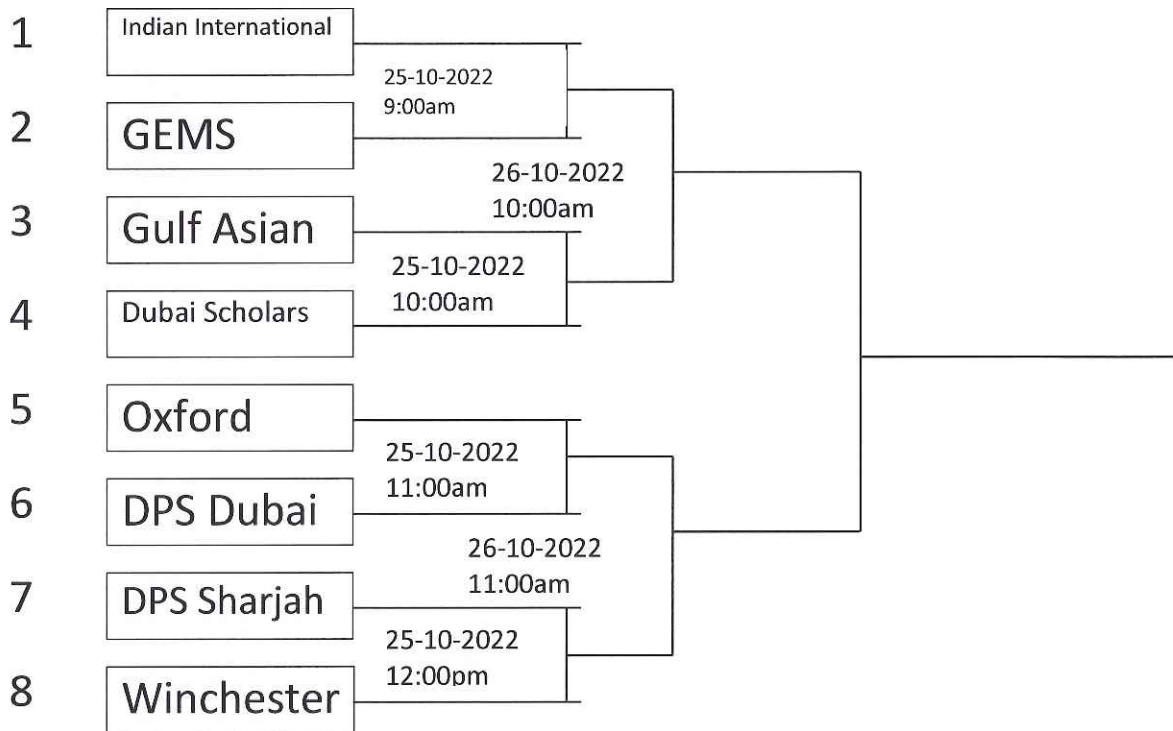 1
Indian International
25-10-2022
9:00am
2
GEMS
26-10-2022
10:00am
3
Gulf Asian
25-10-2022
10:00am
4
Dubai Scholars
5
Oxford
25-10-2022
11:00am
6
DPS Dubai
26-10-2022
11:00am
7
DPS Sharjah
25-10-2022
12:00pm
8
Winchester